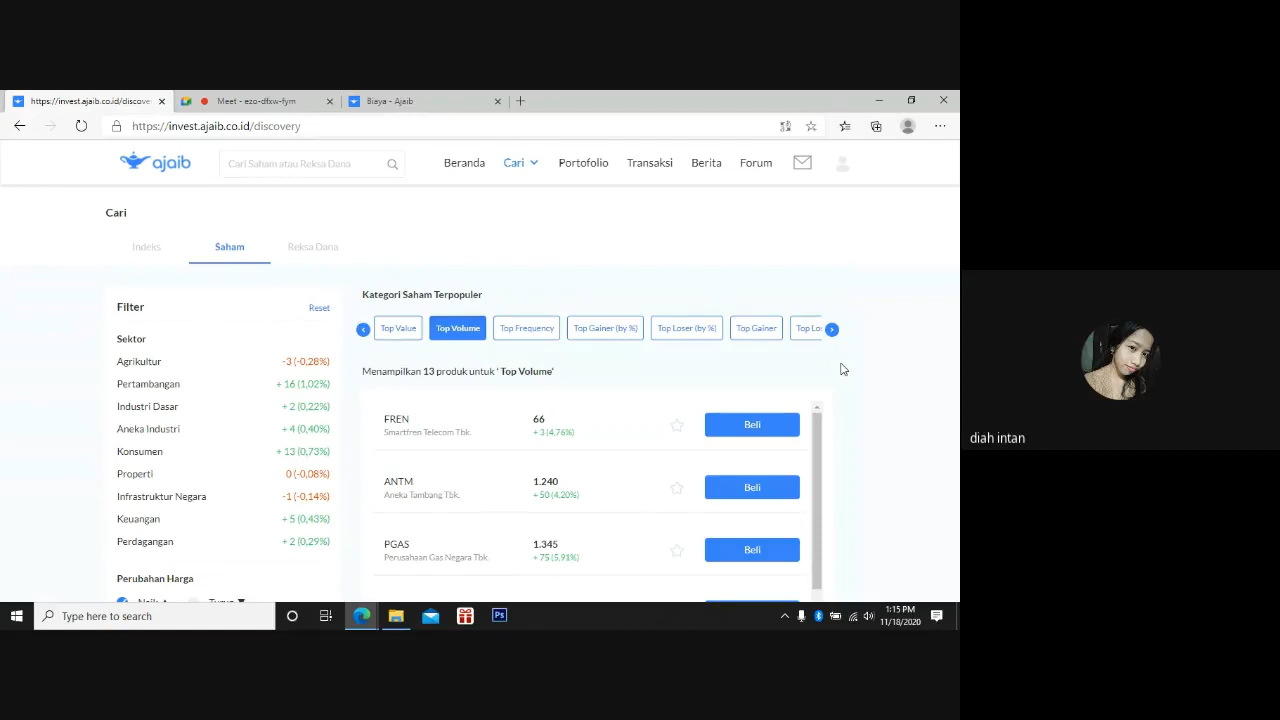 https://invest.ajaib.co.id/discove
Meet - ezo-dfxw-fym
Biaya - Ajaib
https://invest.ajaib.co.id/discovery
ajaib
Cari Saham atau Reksa Dana
Beranda
Cari
Portofolio
Transaksi
Berita
Forum
Cari
Indeks
Saham
Reksa Dana
Filter
Reset
Sektor
Agrikultur -3 (-0,28%)
Pertambangan + 16 (1,02%)
Industri Dasar + 2 (0,22%)
Aneka Industri + 4 (0,40%)
Konsumen + 13 (0,73%)
Properti 0 (-0,08%)
Infrastruktur Negara -1 (-0,14%)
Keuangan + 5 (0,43%)
Perdagangan + 2 (0,29%)
Perubahan Harga
Kategori Saham Terpopuler
Top Value
Top Volume
Top Frequency
Top Gainer (by %)
Top Loser (by %)
Top Gainer
Top Lo
Menampilkan 13 produk untuk ' Top Volume'
FREN 66 Beli
Smartfren Telecom Tbk. + 3 (4,76%)
ANTM 1.240 Beli
Aneka Tambang Tbk. + 50 (4,20%)
PGAS 1.345 Beli
Perusahaan Gas Negara Tbk. + 75 (5,91%)
diah intan
Type here to search
Ps
1:15 PM
11/18/2020